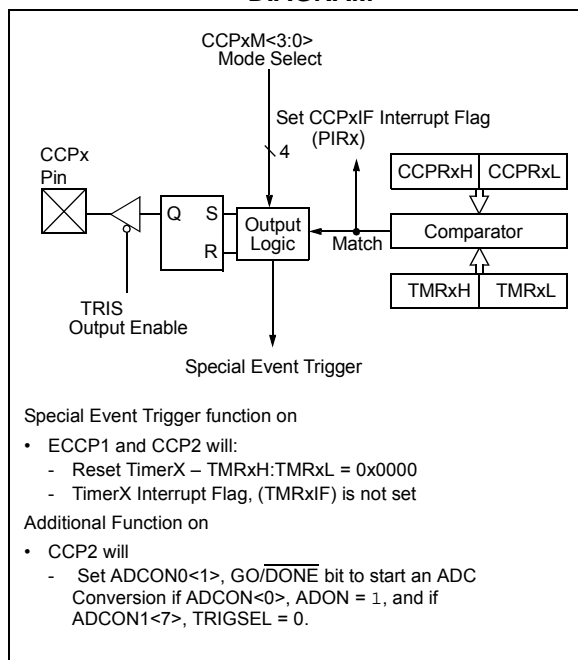 DIAGRAM
CCPxM<3:0>
Mode Select
Set CCPxIF Interrupt Flag
(PIRx)
4
CCPx
Pin
CCPRxH CCPRxL
Q S
R
Output
Logic
Match
Comparator
TMRxH TMRxL
TRIS
Output Enable
Special Event Trigger
Special Event Trigger function on
• ECCP1 and CCP2 will:
- Reset TimerX – TMRxH:TMRxL = 0x0000
- TimerX Interrupt Flag, (TMRxIF) is not set
Additional Function on
• CCP2 will
- Set ADCON0<1>, GO/DONE bit to start an ADC
Conversion if ADCON<0>, ADON = 1, and if
ADCON1<7>, TRIGSEL = 0.